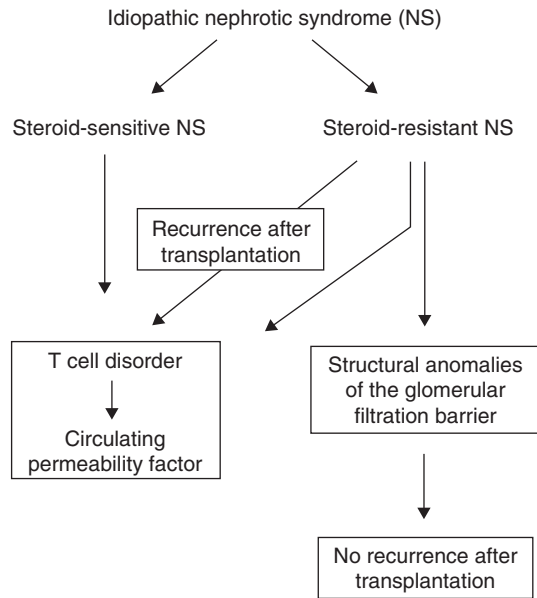 Idiopathic nephrotic syndrome (NS)
Steroid-sensitive NS
Steroid-resistant NS
Recurrence after
transplantation
T cell disorder
Circulating
permeability factor
Structural anomalies
of the glomerular
filtration barrier
No recurrence after
transplantation